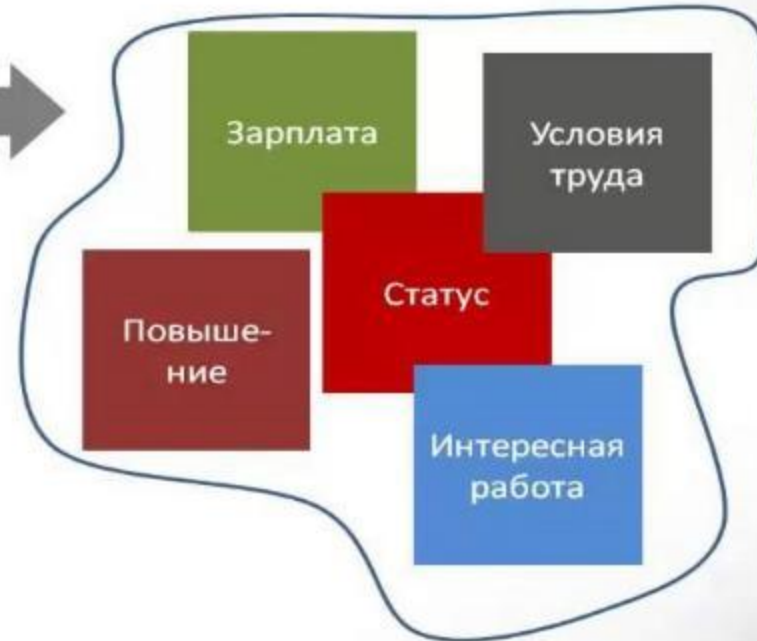 Зарплата
Условия
труда
Статус
Повыше-
ние
Интересная
работа